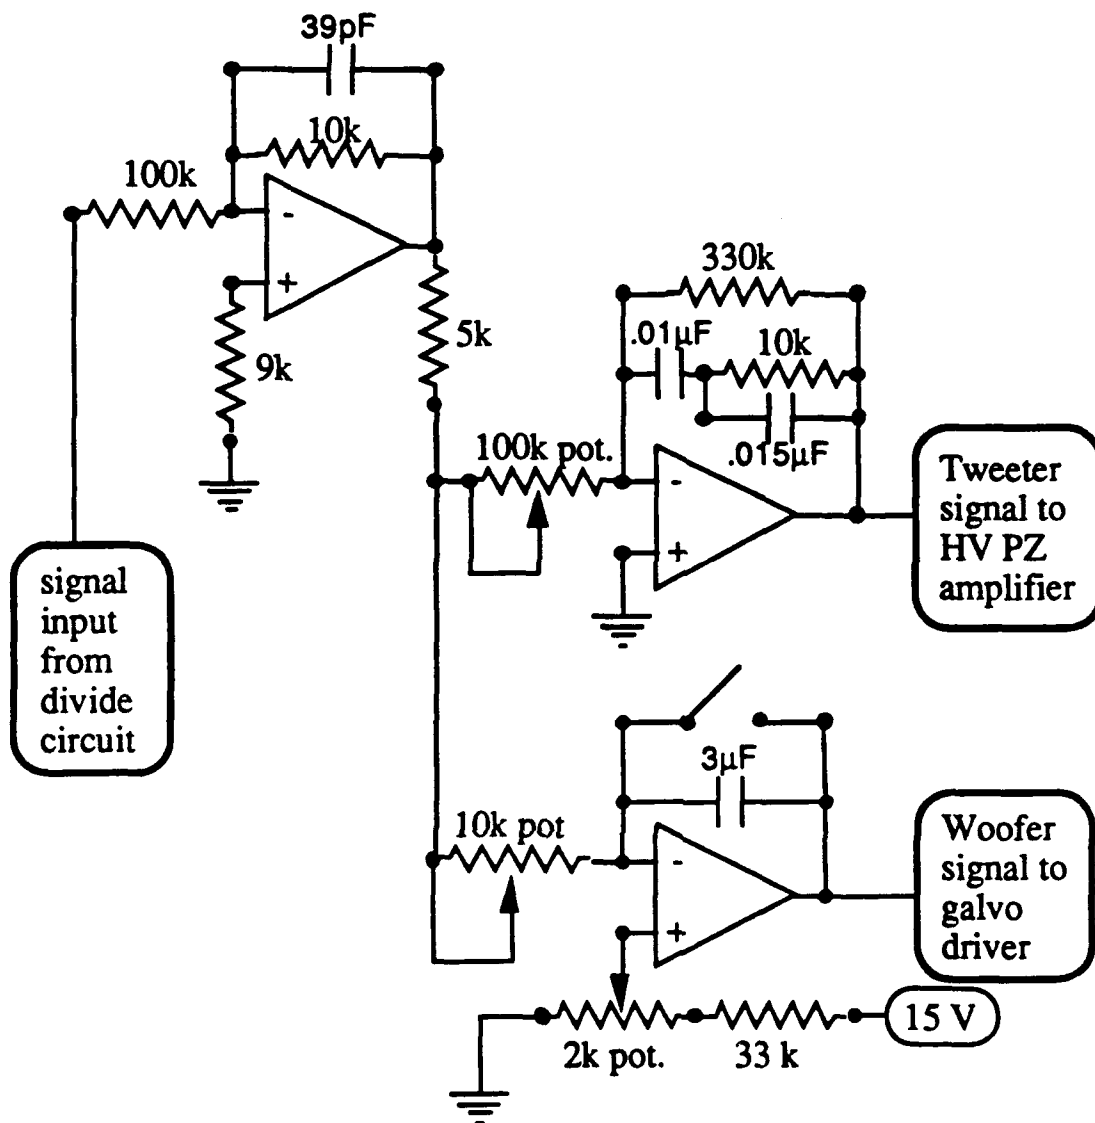 39pF
10k
100k
-
+
9k
5k
330k
.01µF
10k
.015µF
100k pot.
-
+
Tweeter
signal to
HV PZ
amplifier
signal
input
from
divide
circuit
3µF
10k pot
-
+
Woofer
signal to
galvo
driver
15 V
2k pot.
33 k